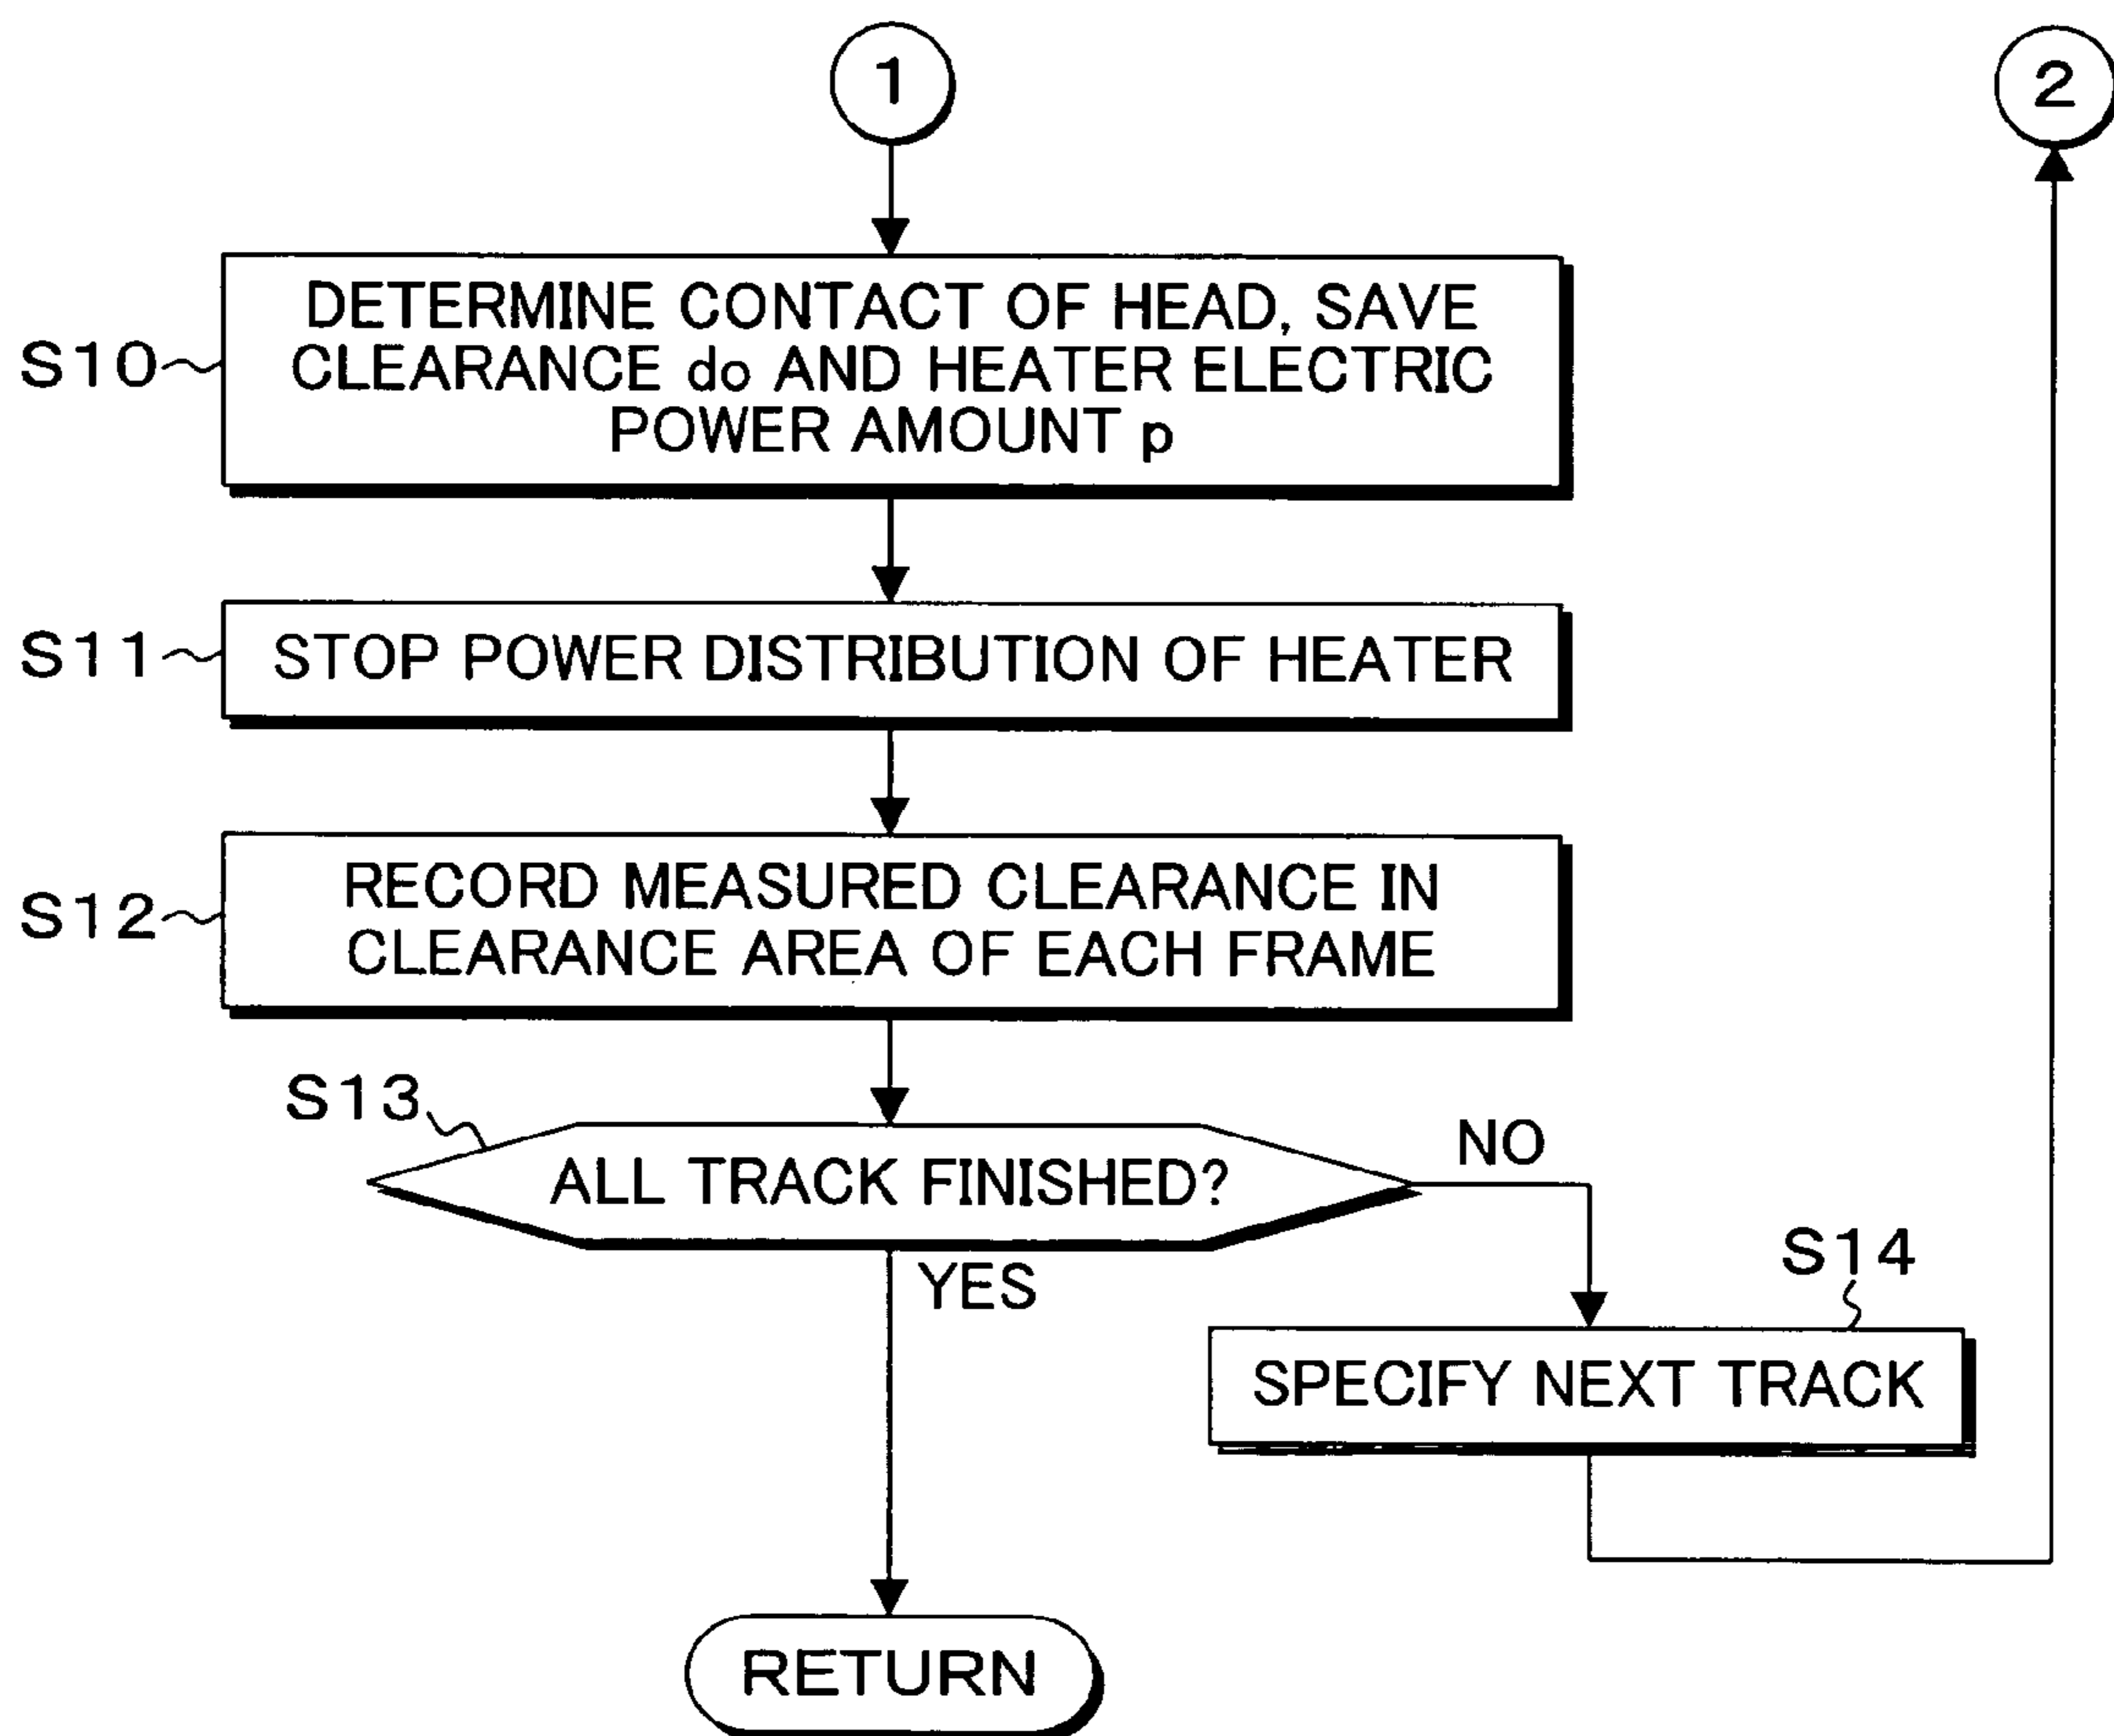 1
2
S10
DETERMINE CONTACT OF HEAD, SAVE
CLEARANCE do AND HEATER ELECTRIC
POWER AMOUNT p
S11
STOP POWER DISTRIBUTION OF HEATER
S12
RECORD MEASURED CLEARANCE IN
CLEARANCE AREA OF EACH FRAME
S13
ALL TRACK FINISHED?
NO
YES
S14
SPECIFY NEXT TRACK
RETURN